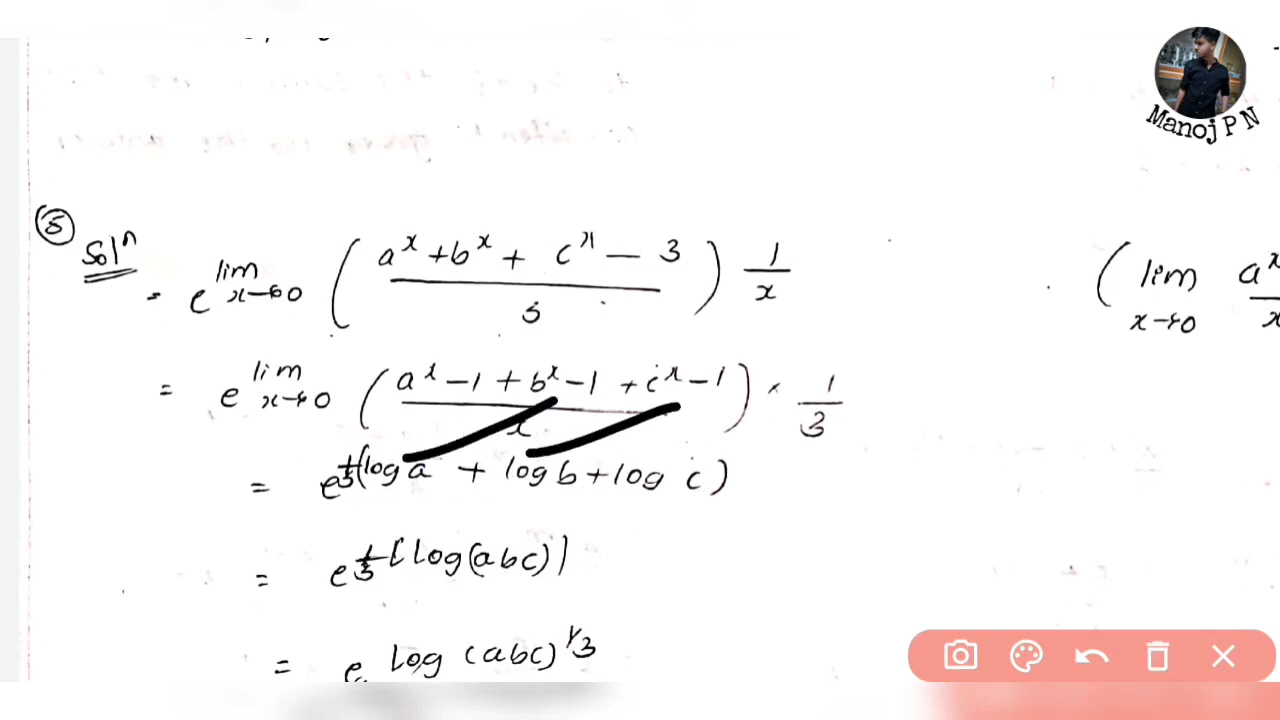 Manoj P N
⑤ Solⁿ
= e lim x→0 ( (a^x + b^x + c^x − 3) / 3 ) 1/x
( lim x→0 a^x / x
= e lim x→0 ( (a^x − 1 + b^x − 1 + c^x − 1) / x ) × 1/3
= e^1/3 (log a + log b + log c)
= e^1/3 [log(abc)]
= e log (abc)^1/3